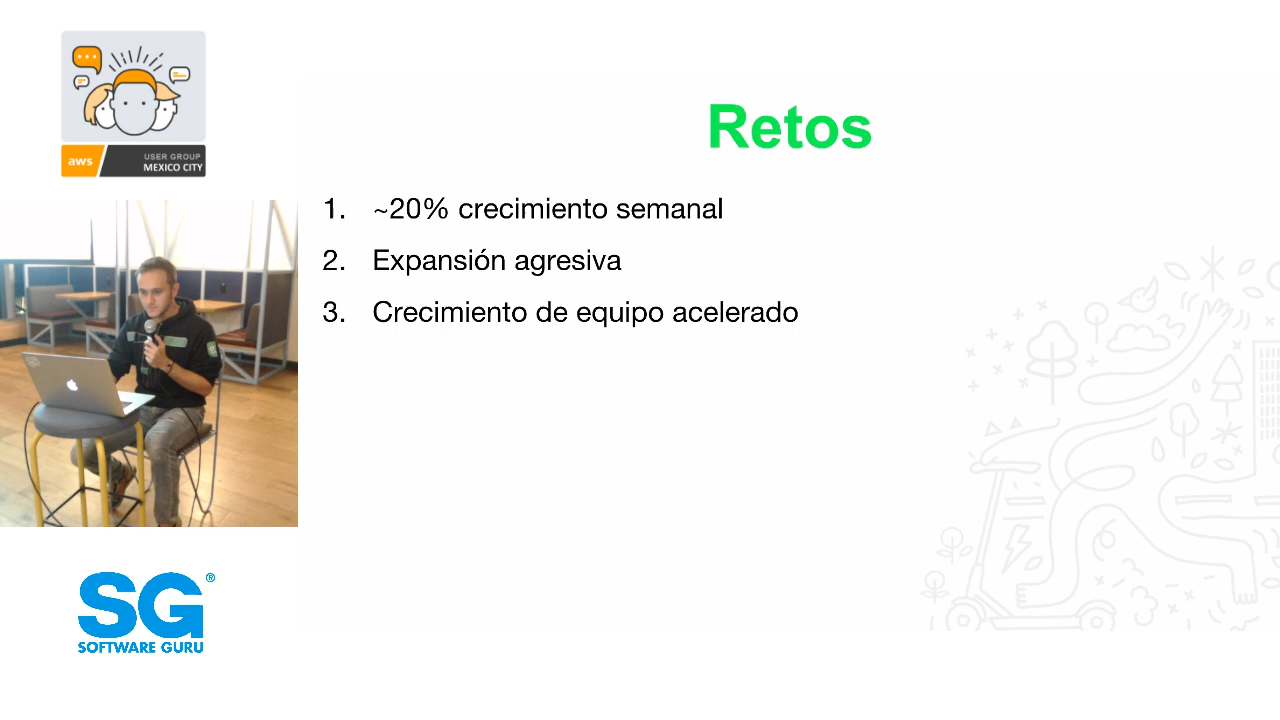 aws
USER GROUP
MEXICO CITY
Retos
1. ~20% crecimiento semanal
2. Expansión agresiva
3. Crecimiento de equipo acelerado
SG®
SOFTWARE GURU